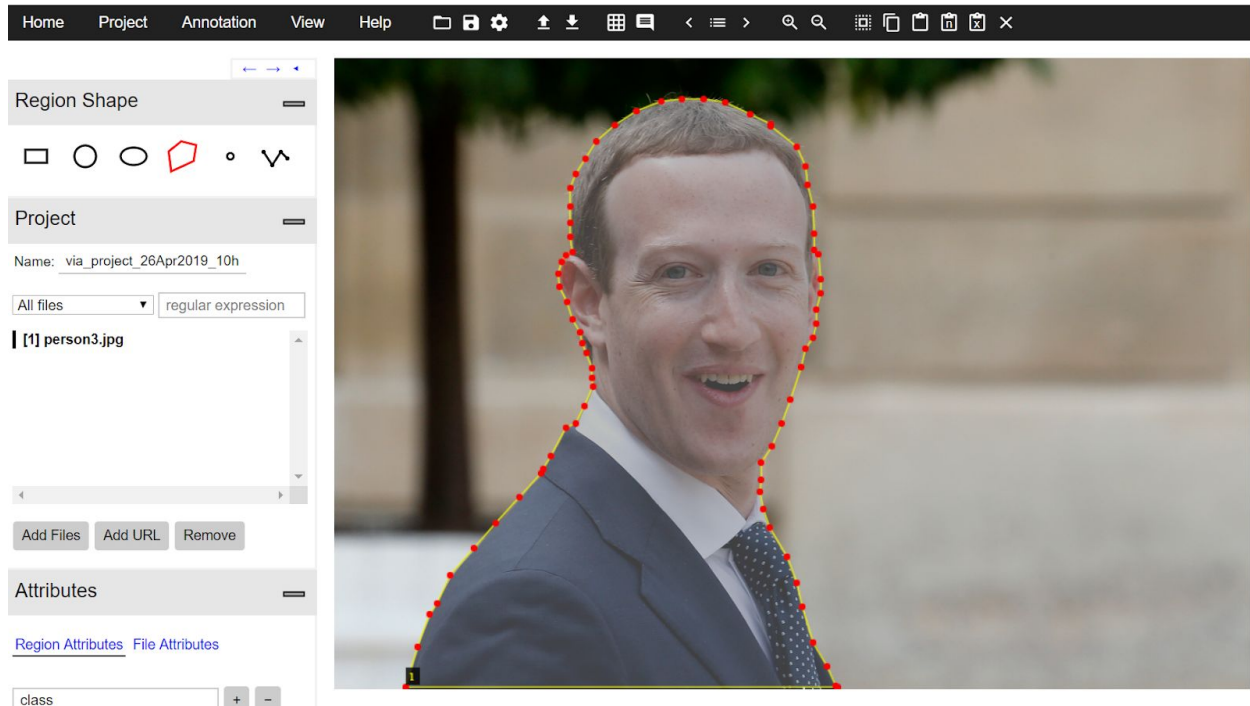 Home Project Annotation View Help
Region Shape
Project
Name: via_project_26Apr2019_10h
All files regular expression
[1] person3.jpg
Add Files Add URL Remove
Attributes
Region Attributes File Attributes
class + −
1